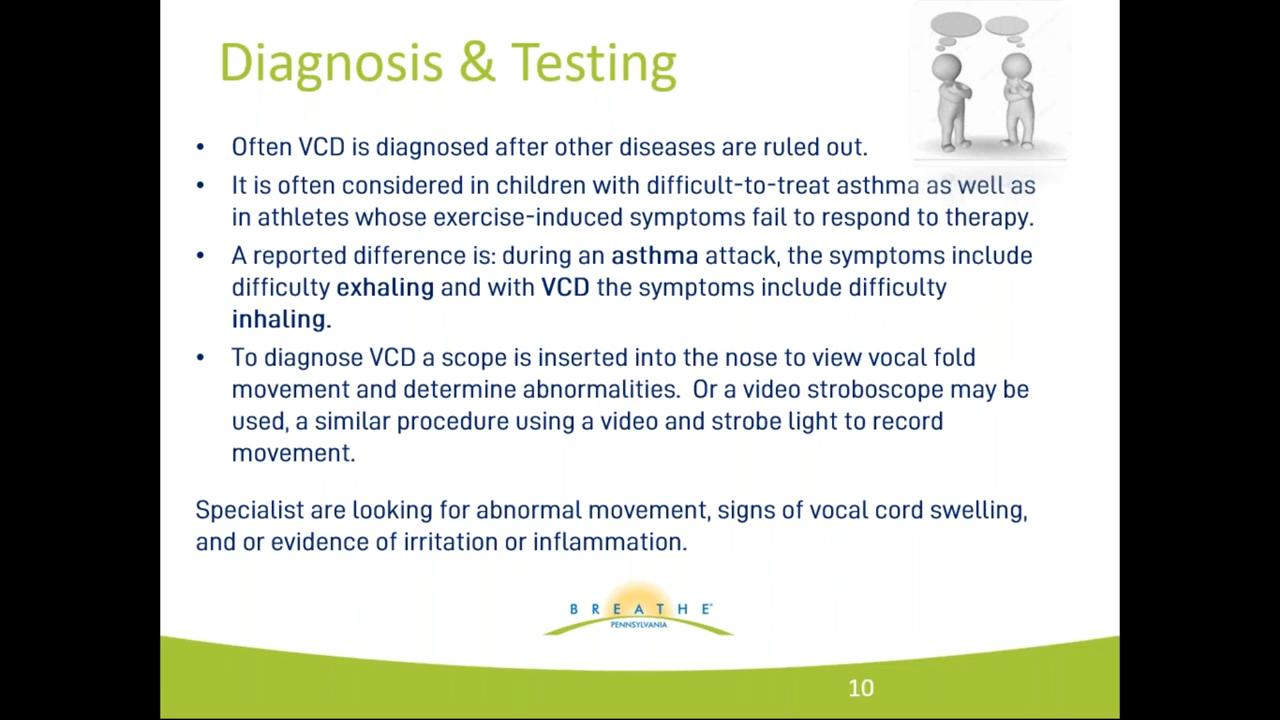 Diagnosis & Testing
• Often VCD is diagnosed after other diseases are ruled out.
• It is often considered in children with difficult-to-treat asthma as well as
in athletes whose exercise-induced symptoms fail to respond to therapy.
• A reported difference is: during an asthma attack, the symptoms include
difficulty exhaling and with VCD the symptoms include difficulty
inhaling.
• To diagnose VCD a scope is inserted into the nose to view vocal fold
movement and determine abnormalities. Or a video stroboscope may be
used, a similar procedure using a video and strobe light to record
movement.
Specialist are looking for abnormal movement, signs of vocal cord swelling,
and or evidence of irritation or inflammation.
BREATHE
PENNSYLVANIA
10